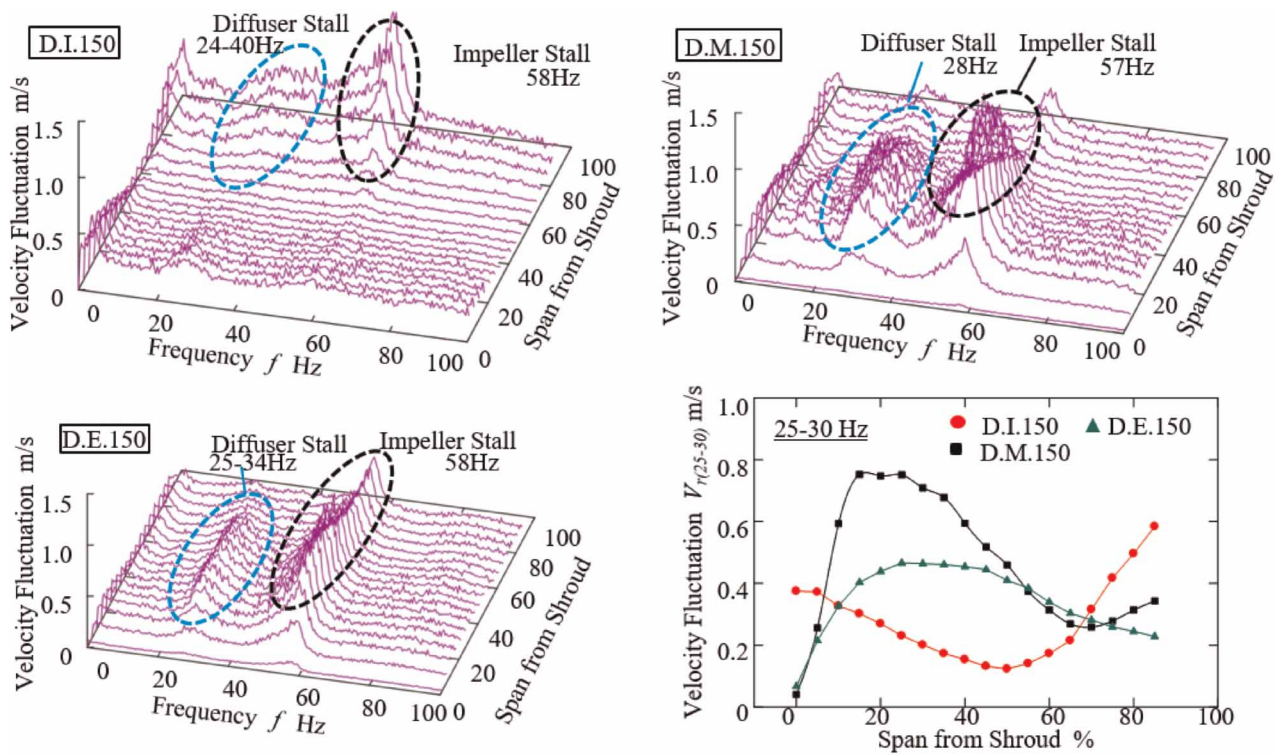 D.I.150
Diffuser Stall
24-40Hz
Impeller Stall
58Hz
Velocity Fluctuation m/s
1.5
1.0
0.5
0
0
20
40
60
80
100
Frequency f Hz
0
20
40
60
80
100
Span from Shroud
D.M.150
Diffuser Stall
28Hz
Impeller Stall
57Hz
Velocity Fluctuation m/s
1.5
1.0
0.5
0
0
20
40
60
80
100
Frequency f Hz
0
20
40
60
80
100
Span from Shroud
D.E.150
Diffuser Stall
25-34Hz
Impeller Stall
58Hz
Velocity Fluctuation m/s
1.5
1.0
0.5
0
0
20
40
60
80
100
Frequency f Hz
0
20
40
60
80
100
Span from Shroud
25-30 Hz
D.I.150
D.E.150
D.M.150
Velocity Fluctuation Vr(25-30) m/s
1.0
0.8
0.6
0.4
0.2
0
0
20
40
60
80
100
Span from Shroud %